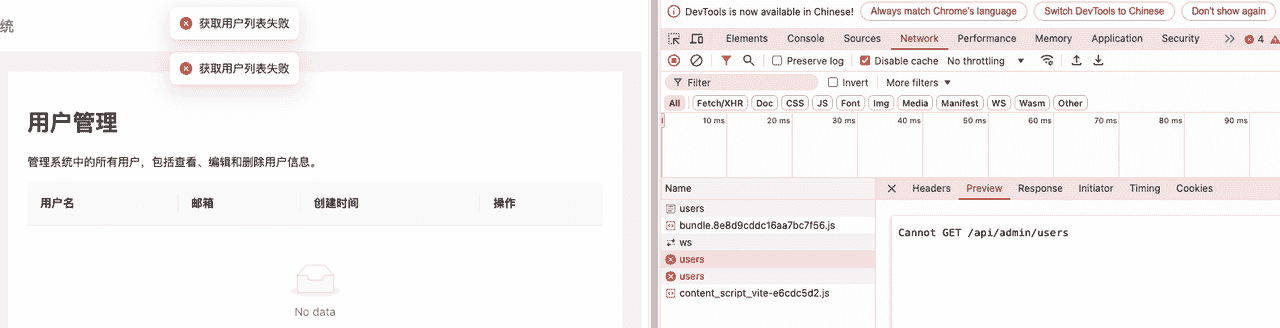 统
获取用户列表失败
获取用户列表失败
用户管理
管理系统中的所有用户，包括查看、编辑和删除用户信息。
用户名 邮箱 创建时间 操作
No data
DevTools is now available in Chinese! Always match Chrome's language Switch DevTools to Chinese Don't show again
Elements Console Sources Network Performance Memory Application Security 4
Preserve log Disable cache No throttling
Filter Invert More filters
All Fetch/XHR Doc CSS JS Font Img Media Manifest WS Wasm Other
10 ms 20 ms 30 ms 40 ms 50 ms 60 ms 70 ms 80 ms 90 ms
Name Headers Preview Response Initiator Timing Cookies
users
bundle.8e8d9cddc16aa7bc7f56.js
ws
users
users
content_script_vite-e6cdc5d2.js
Cannot GET /api/admin/users